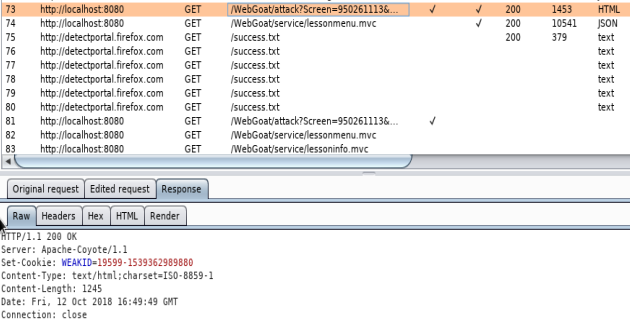 73 http://localhost:8080 GET /WebGoat/attack?Screen=950261113&... √ √ 200 1453 HTML
74 http://localhost:8080 GET /WebGoat/service/lessonmenu.mvc √ 200 10541 JSON
75 http://detectportal.firefox.com GET /success.txt 200 379 text
76 http://detectportal.firefox.com GET /success.txt text
77 http://detectportal.firefox.com GET /success.txt text
78 http://detectportal.firefox.com GET /success.txt text
79 http://detectportal.firefox.com GET /success.txt text
80 http://detectportal.firefox.com GET /success.txt text
81 http://localhost:8080 GET /WebGoat/attack?Screen=950261113&... √
82 http://localhost:8080 GET /WebGoat/service/lessonmenu.mvc
83 http://localhost:8080 GET /WebGoat/service/lessoninfo.mvc
Original request Edited request Response
Raw Headers Hex HTML Render
HTTP/1.1 200 OK
Server: Apache-Coyote/1.1
Set-Cookie: WEAKID=19599-1539362989880
Content-Type: text/html;charset=ISO-8859-1
Content-Length: 1245
Date: Fri, 12 Oct 2018 16:49:49 GMT
Connection: close